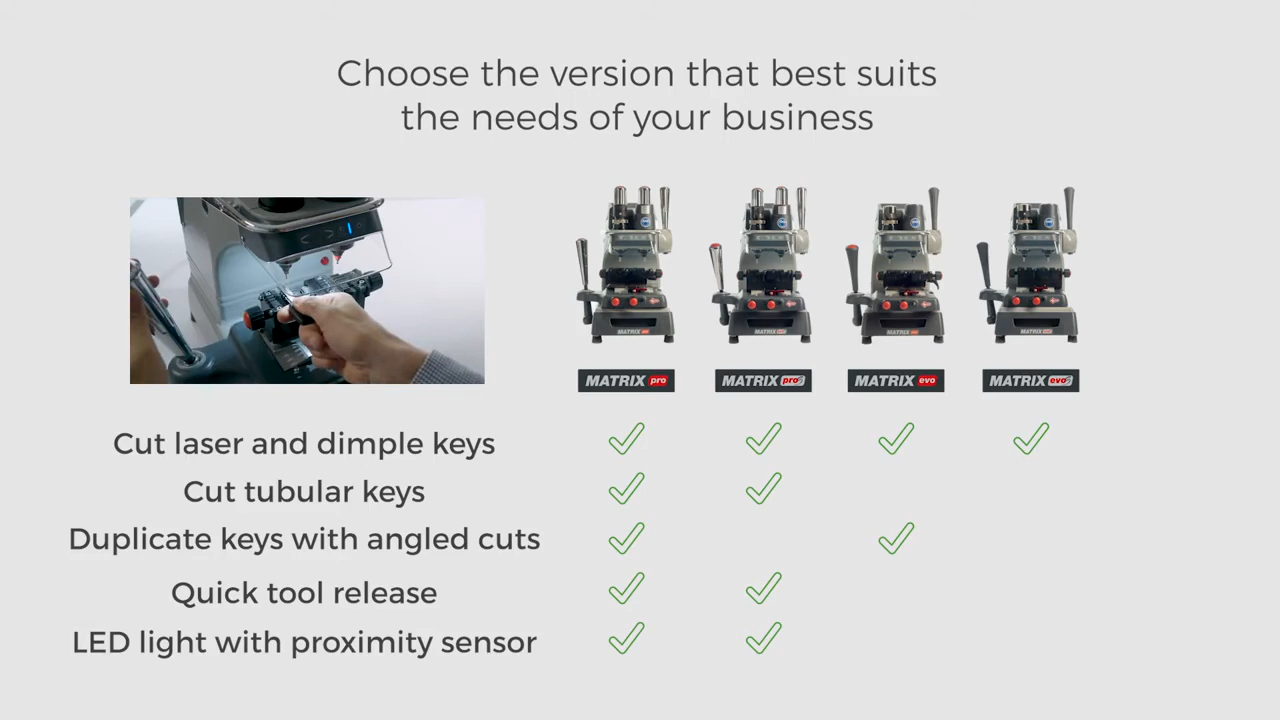 Choose the version that best suits
the needs of your business
MATRIX pro
MATRIX pro S
MATRIX evo
MATRIX evo S
Cut laser and dimple keys
Cut tubular keys
Duplicate keys with angled cuts
Quick tool release
LED light with proximity sensor